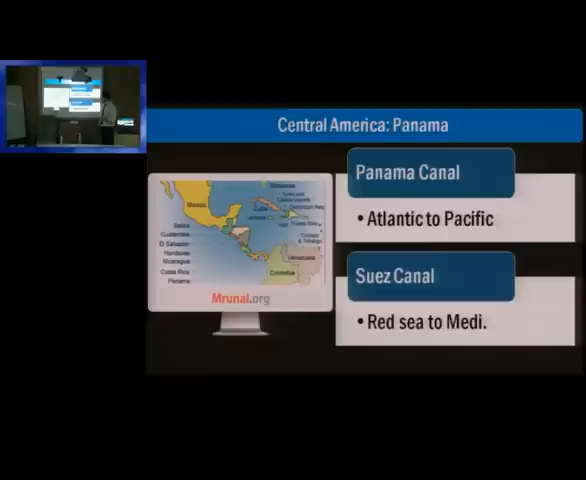 Central America: Panama
Panama Canal
• Atlantic to Pacific
Suez Canal
• Red sea to Medi.
Mexico
Cuba
Guatemala
El Salvador
Honduras
Nicaragua
Costa Rica
Panama
Venezuela
Colombia
Mrunal.org